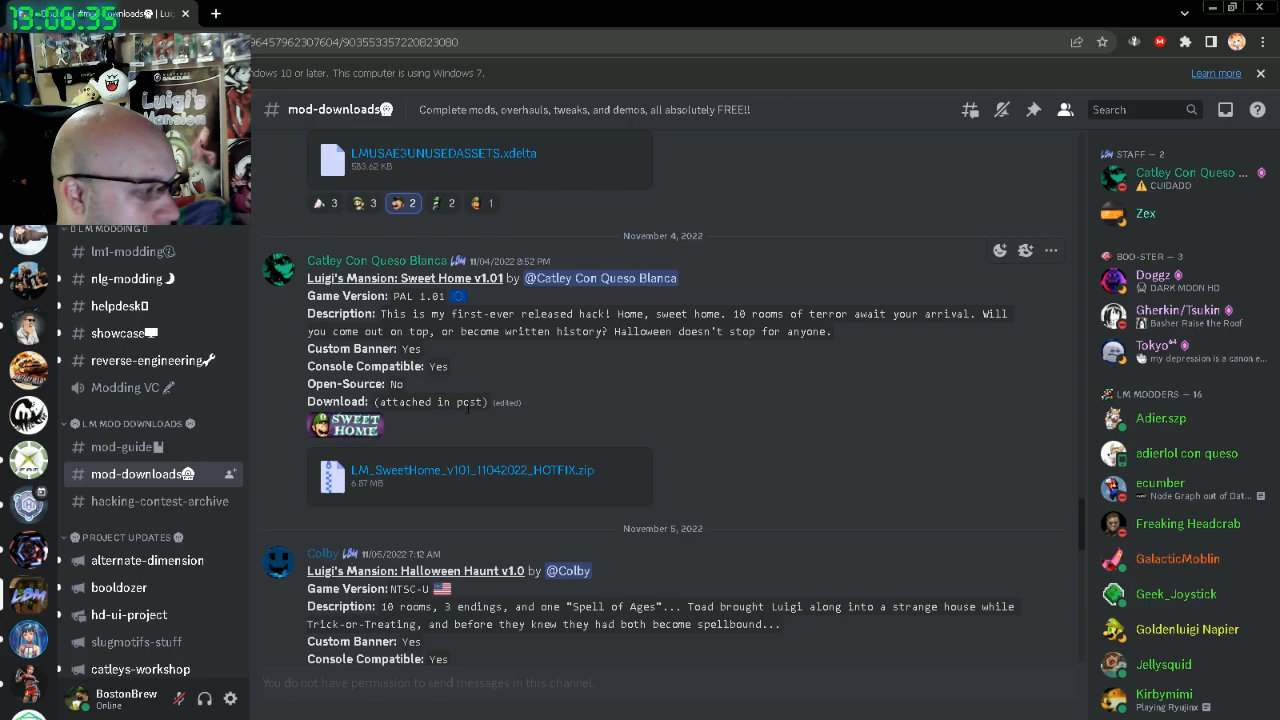 19:06:35
#mod-downloads | Lui
96457962307604/903553357220823080
ndows 10 or later. This computer is using Windows 7.
Learn more
# mod-downloads
Complete mods, overhauls, tweaks, and demos, all absolutely FREE!!
Search
Luigi's
Mansion
LMUSAE3UNUSEDASSETS.xdelta
583.62 KB
3 3 2 2 1
November 4, 2022
Catley Con Queso Blanca LBM 11/04/2022 8:52 PM
Luigi's Mansion: Sweet Home v1.01 by @Catley Con Queso Blanca
Game Version: PAL 1.01
Description: This is my first-ever released hack! Home, sweet home. 10 rooms of terror await your arrival. Will
you come out on top, or become written history? Halloween doesn't stop for anyone.
Custom Banner: Yes
Console Compatible: Yes
Open-Source: No
Download: (attached in post) (edited)
SWEET
HOME
LM_SweetHome_v101_11042022_HOTFIX.zip
6.87 MB
November 5, 2022
Colby LBM 11/05/2022 7:12 AM
Luigi's Mansion: Halloween Haunt v1.0 by @Colby
Game Version: NTSC-U
Description: 10 rooms, 3 endings, and one "Spell of Ages"... Toad brought Luigi along into a strange house while
Trick-or-Treating, and before they knew they had both become spellbound...
Custom Banner: Yes
Console Compatible: Yes
You do not have permission to send messages in this channel.
LM MODDING
# lm1-modding
# nlg-modding
# helpdesk
# showcase
# reverse-engineering
Modding VC
LM MOD DOWNLOADS
# mod-guide
# mod-downloads
# hacking-contest-archive
PROJECT UPDATES
alternate-dimension
booldozer
hd-ui-project
slugmotifs-stuff
catleys-workshop
LBM
BostonBrew
Online
STAFF — 2
Catley Con Queso ...
CUIDADO
Zex
BOO-STER — 3
Doggz
DARK MOON HD
Gherkin/Tsukin
Basher Raise the Roof
Tokyo⁶⁴
my depression is a canon e...
LM MODDERS — 16
Adier.szp
adierlol con queso
ecumber
Node Graph out of Dat...
Freaking Headcrab
GalacticMoblin
Geek_Joystick
Goldenluigi Napier
Jellysquid
Kirbymimi
Playing Ryujinx